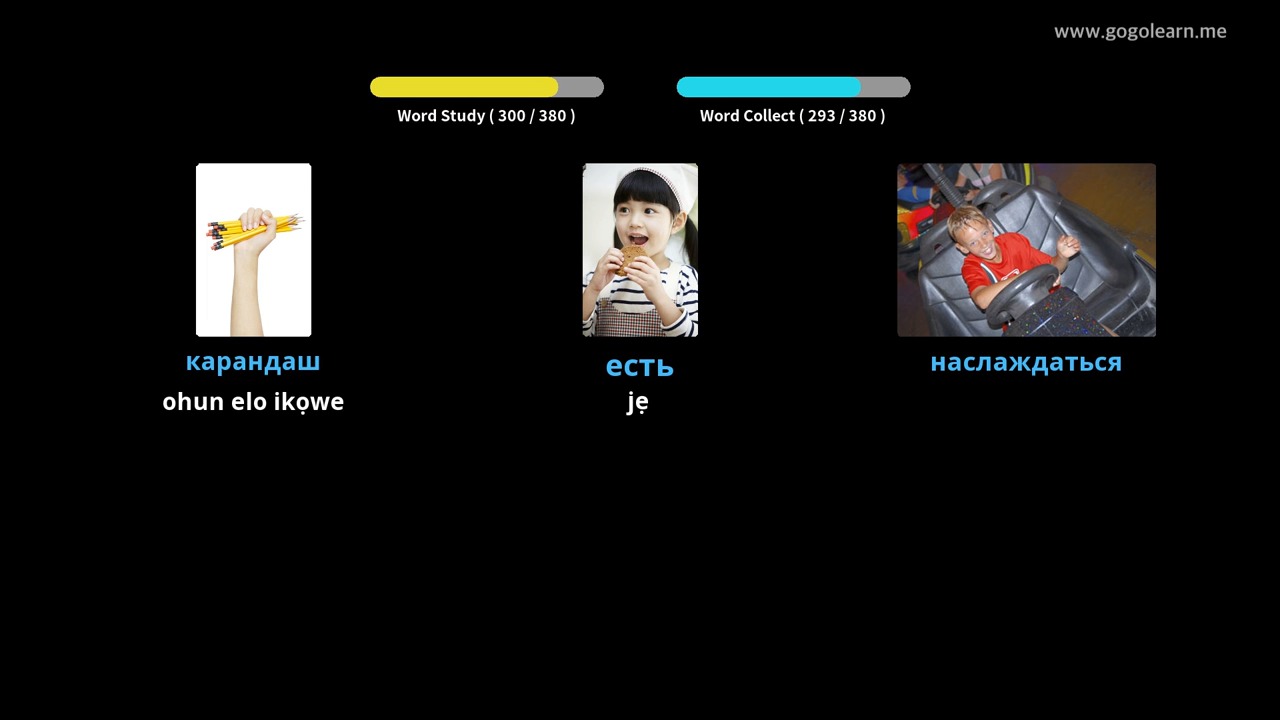 www.gogolearn.me
Word Study ( 300 / 380 )
Word Collect ( 293 / 380 )
карандаш
есть
наслаждаться
ohun elo ikọwe
jẹ